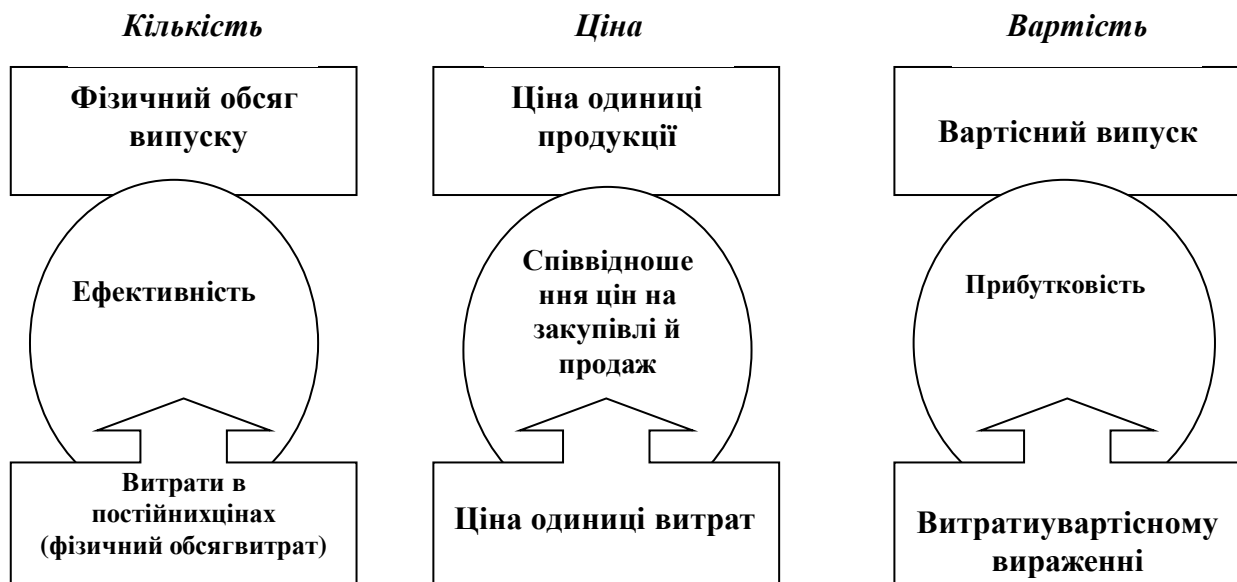 Кількість
Ціна
Вартість
Фізичний обсяг
випуску
Ціна одиниці
продукції
Вартісний випуск
Ефективність
Співвідноше
ння цін на
закупівлі й
продаж
Прибутковість
Витрати в
постійнихцінах
(фізичний обсягвитрат)
Ціна одиниці витрат
Витратиувартісному
вираженні